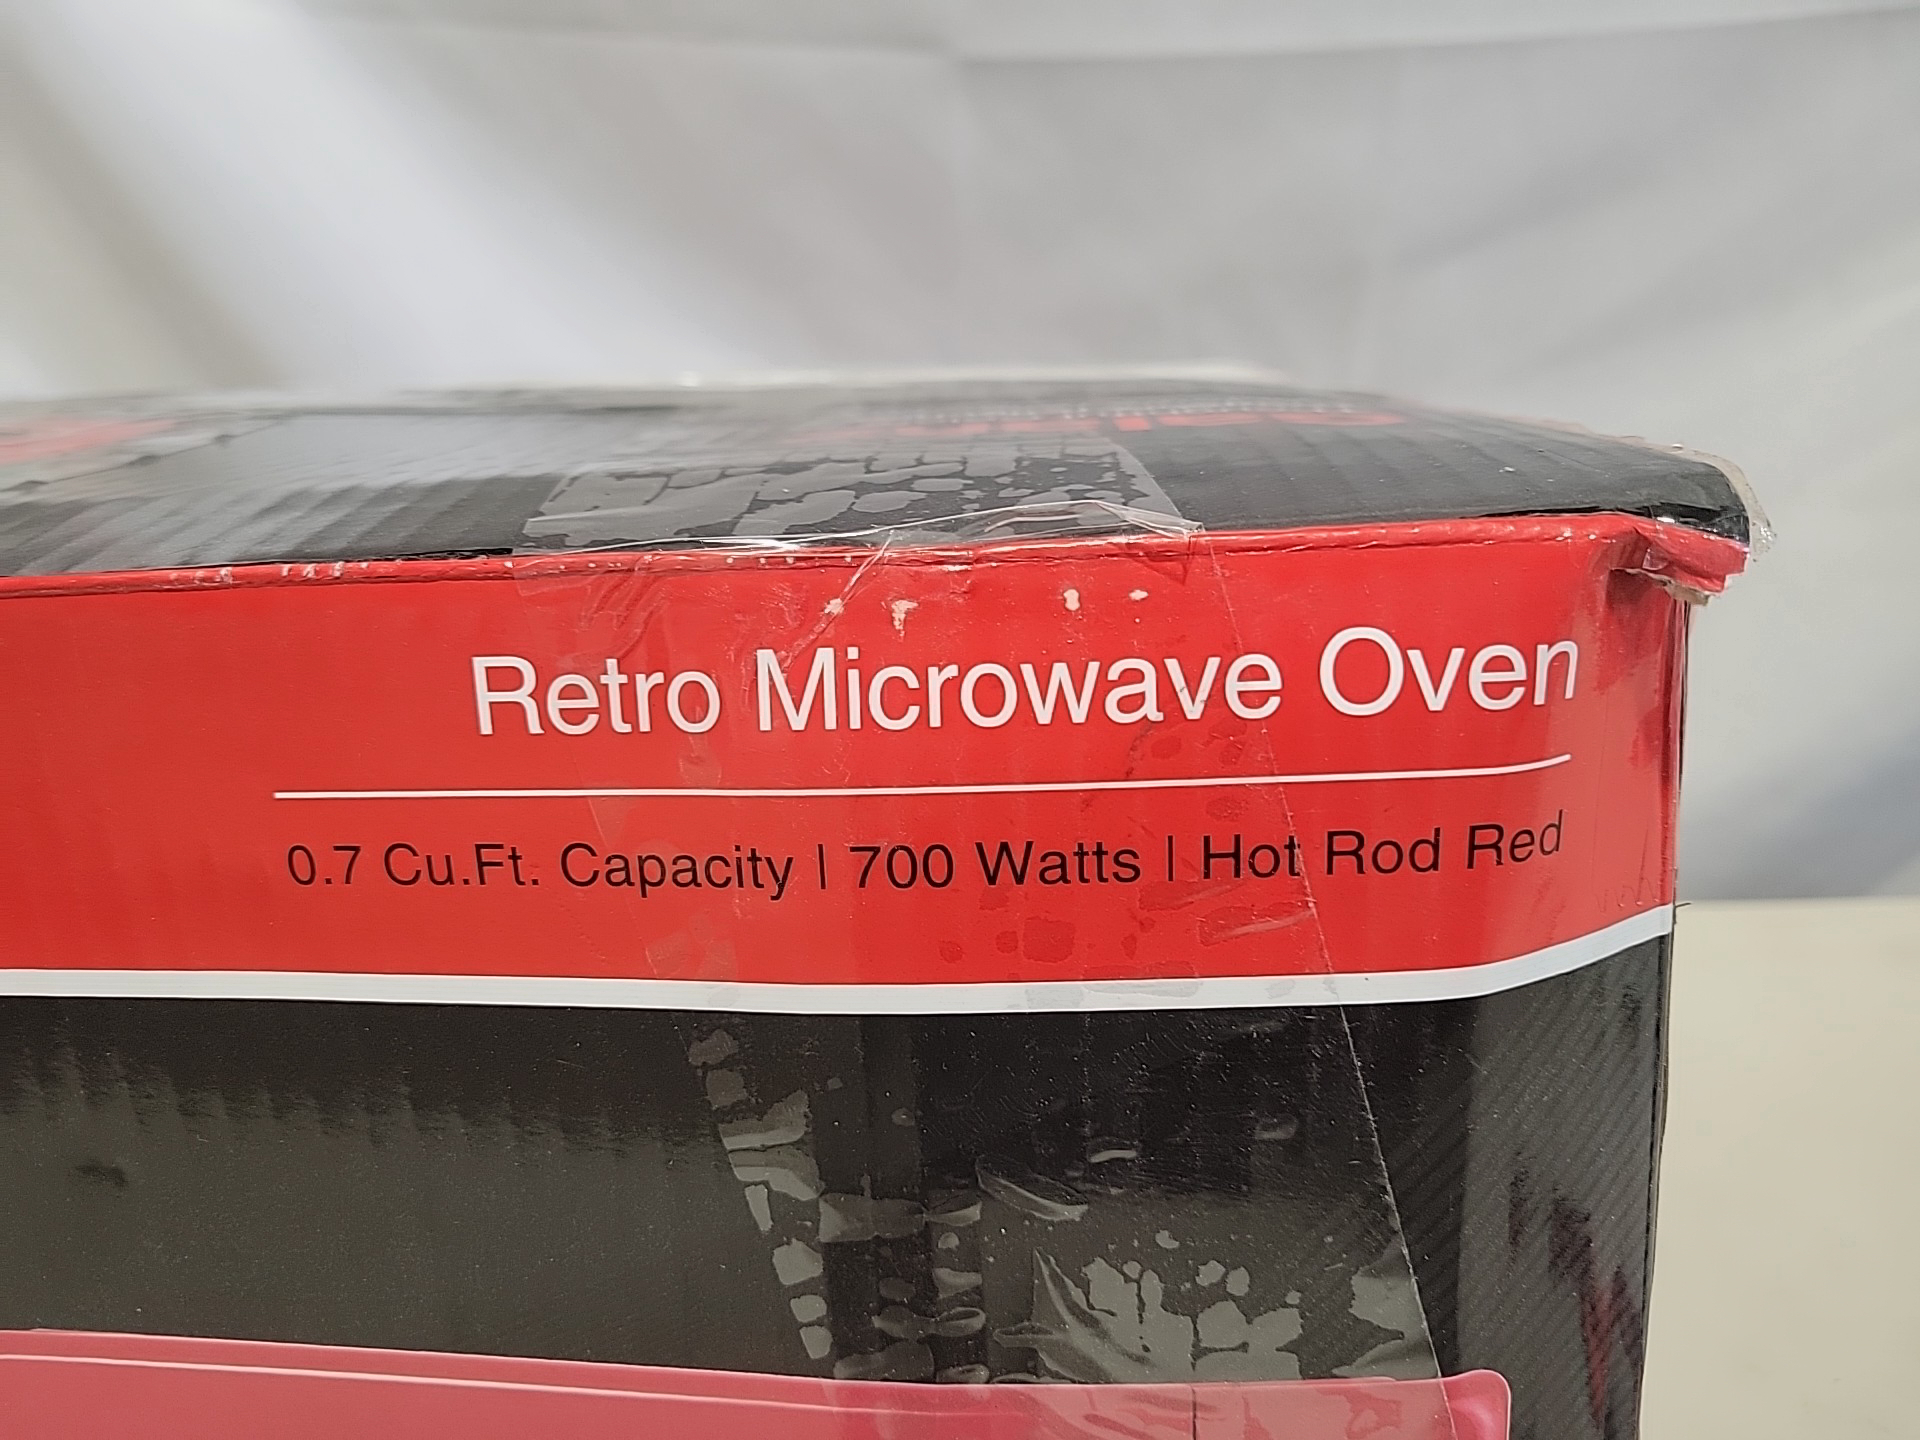 Retro Microwave Oven
0.7 Cu.Ft. Capacity | 700 Watts | Hot Rod Red